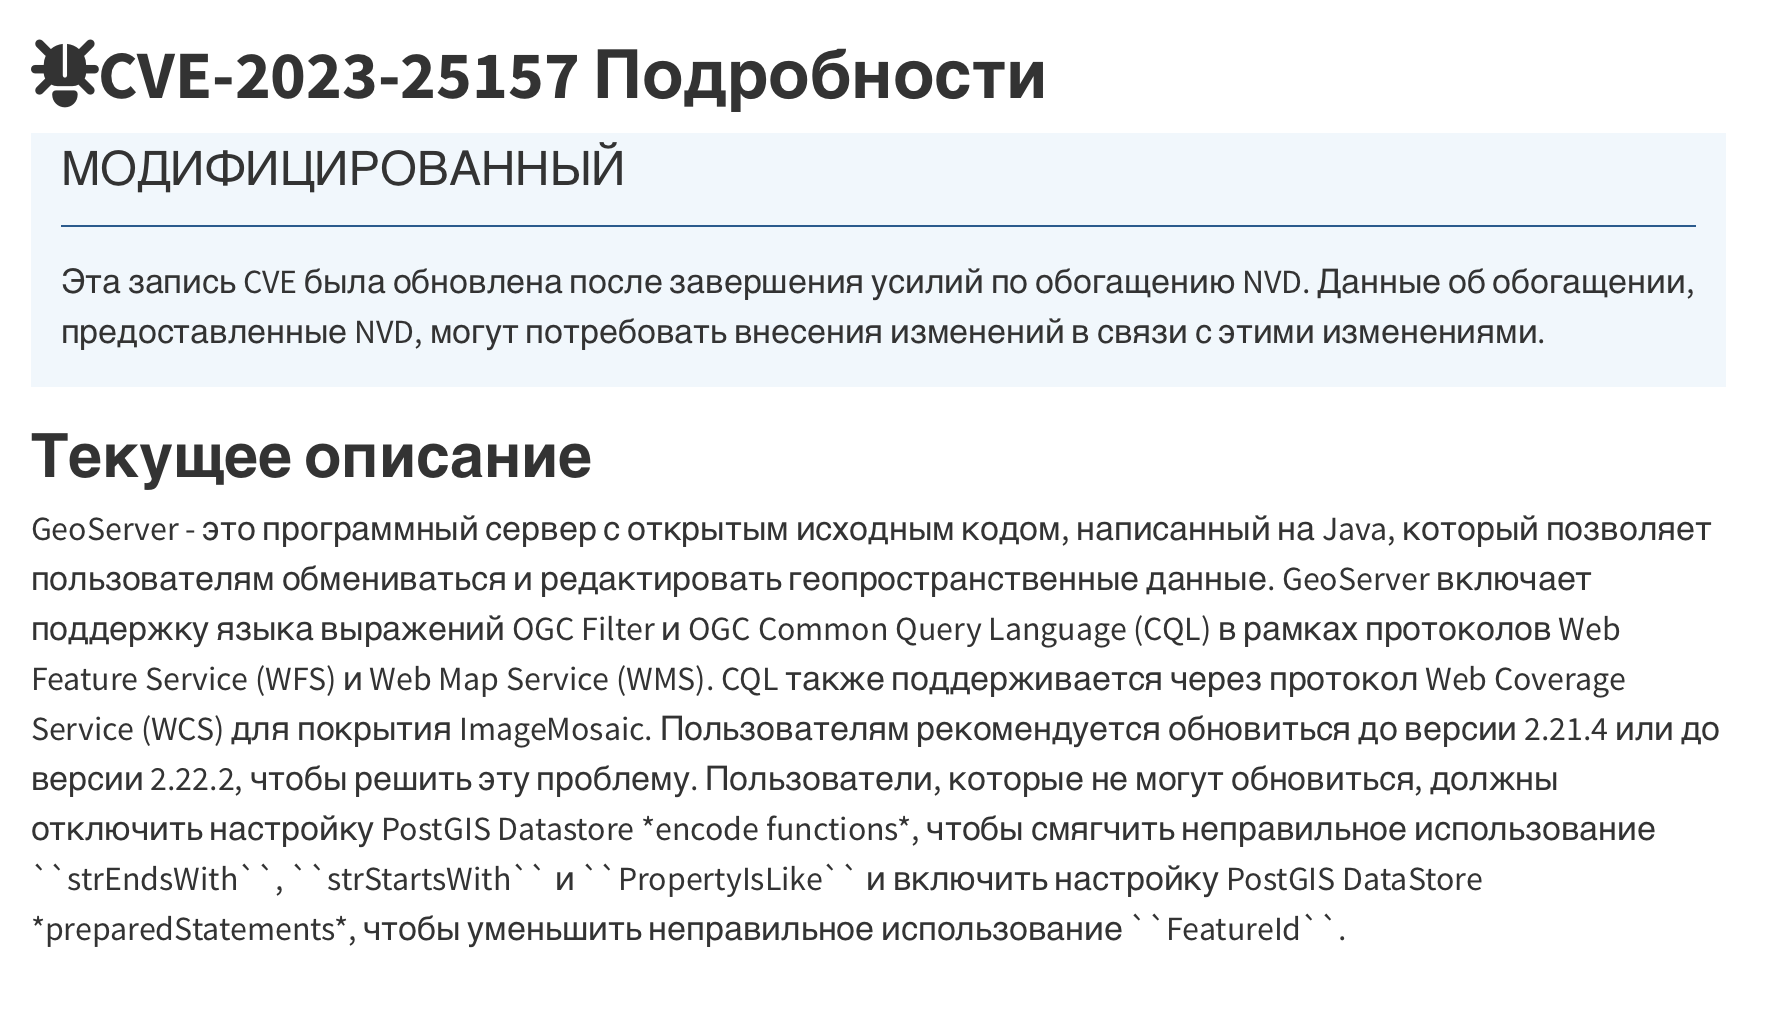 CVE-2023-25157 Подробности
МОДИФИЦИРОВАННЫЙ
Эта запись CVE была обновлена после завершения усилий по обогащению NVD. Данные об обогащении,
предоставленные NVD, могут потребовать внесения изменений в связи с этими изменениями.
Текущее описание
GeoServer - это программный сервер с открытым исходным кодом, написанный на Java, который позволяет
пользователям обмениваться и редактировать геопространственные данные. GeoServer включает
поддержку языка выражений OGC Filter и OGC Common Query Language (CQL) в рамках протоколов Web
Feature Service (WFS) и Web Map Service (WMS). CQL также поддерживается через протокол Web Coverage
Service (WCS) для покрытия ImageMosaic. Пользователям рекомендуется обновиться до версии 2.21.4 или до
версии 2.22.2, чтобы решить эту проблему. Пользователи, которые не могут обновиться, должны
отключить настройку PostGIS Datastore *encode functions*, чтобы смягчить неправильное использование
``strEndsWith``, ``strStartsWith`` и ``PropertyIsLike`` и включить настройку PostGIS DataStore
*preparedStatements*, чтобы уменьшить неправильное использование ``FeatureId``.